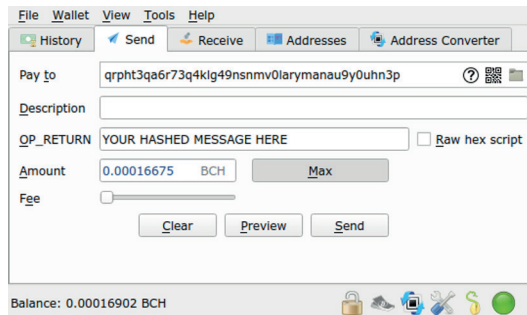 File Wallet View Tools Help
History Send Receive Addresses Address Converter
Pay to qrpht3qa6r73q4klg49nsnmv0larymanau9y0uhn3p
Description
OP_RETURN YOUR HASHED MESSAGE HERE Raw hex script
Amount 0.00016675 BCH Max
Fee
Clear Preview Send
Balance: 0.00016902 BCH